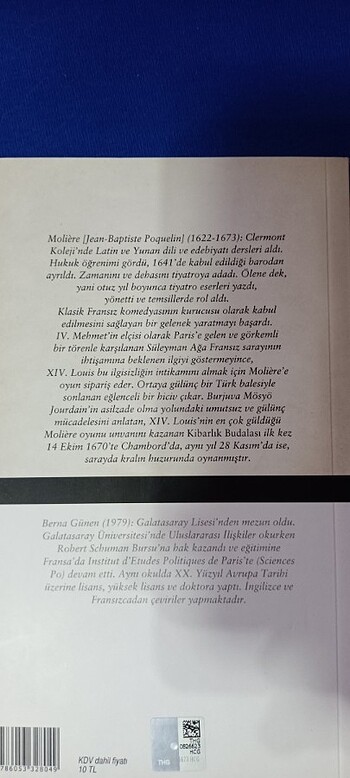 Molière [Jean-Baptiste Poquelin] (1622-1673): Clermont
Koleji'nde Latin ve Yunan dili ve edebiyatı dersleri aldı.
Hukuk öğrenimi gördü, 1641'de kabul edildiği barodan
ayrıldı. Zamanını ve dehasını tiyatroya adadı. Ölene dek,
yani otuz yıl boyunca tiyatro eserleri yazdı,
yönetti ve temsillerde rol aldı.
Klasik Fransız komedyasının kurucusu olarak kabul
edilmesini sağlayan bir gelenek yaratmayı başardı.
IV. Mehmet'in elçisi olarak Paris'e gelen ve görkemli
bir törenle karşılanan Süleyman Ağa Fransız sarayının
ihtişamına beklenen ilgiyi göstermeyince,
XIV. Louis bu ilgisizliğin intikamını almak için Molière'e
oyun sipariş eder. Ortaya gülünç bir Türk balesiyle
sonlanan eğlenceli bir hiciv çıkar. Burjuva Mösyö
Jourdain'in asilzade olma yolundaki umutsuz ve gülünç
mücadelesini anlatan, XIV. Louis'nin en çok güldüğü
Molière oyunu unvanını kazanan Kibarlık Budalası ilk kez
14 Ekim 1670'te Chambord'da, aynı yıl 28 Kasım'da ise,
sarayda kralın huzurunda oynanmıştır.
Berna Günen (1979): Galatasaray Lisesi'nden mezun oldu.
Galatasaray Üniversitesi'nde Uluslararası İlişkiler okurken
Robert Schuman Bursu'na hak kazandı ve eğitimine
Fransa'da Institut d'Etudes Politiques de Paris'te (Sciences
Po) devam etti. Aynı okulda XX. Yüzyıl Avrupa Tarihi
üzerine lisans, yüksek lisans ve doktora yaptı. İngilizce ve
Fransızcadan çeviriler yapmaktadır.
786053 328049
KDV dahil fiyatı
10 TL
THG
0826623
HCG
THG